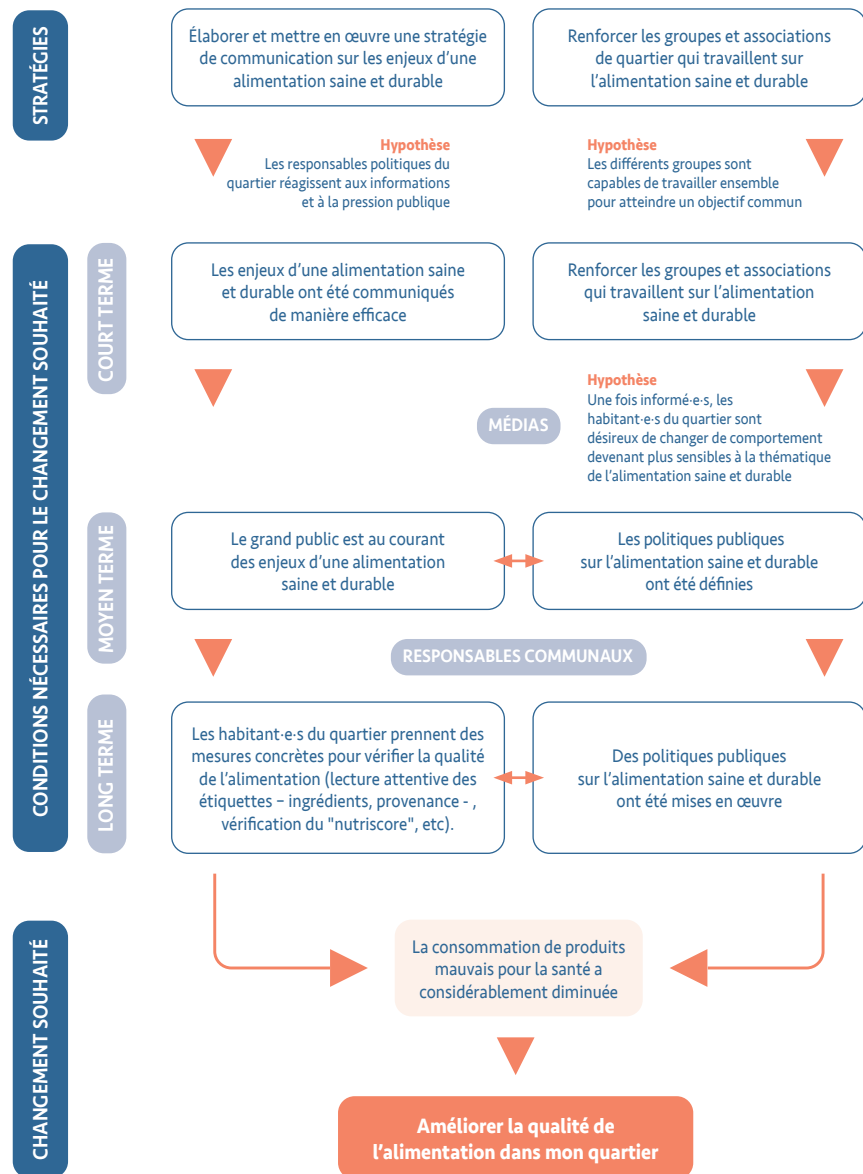 STRATÉGIES
Élaborer et mettre en œuvre une stratégie
de communication sur les enjeux d’une
alimentation saine et durable
Renforcer les groupes et associations
de quartier qui travaillent sur
l’alimentation saine et durable
Hypothèse
Les responsables politiques du
quartier réagissent aux informations
et à la pression publique
Hypothèse
Les différents groupes sont
capables de travailler ensemble
pour atteindre un objectif commun
CONDITIONS NÉCESSAIRES POUR LE CHANGEMENT SOUHAITÉ
COURT TERME
Les enjeux d’une alimentation saine
et durable ont été communiqués
de manière efficace
Renforcer les groupes et associations
qui travaillent sur l’alimentation
saine et durable
MÉDIAS
Hypothèse
Une fois informé·e·s, les
habitant·e·s du quartier sont
désireux de changer de comportement
devenant plus sensibles à la thématique
de l’alimentation saine et durable
MOYEN TERME
Le grand public est au courant
des enjeux d’une alimentation
saine et durable
Les politiques publiques
sur l’alimentation saine et durable
ont été définies
RESPONSABLES COMMUNAUX
LONG TERME
Les habitant·e·s du quartier prennent des
mesures concrètes pour vérifier la qualité
de l’alimentation (lecture attentive des
étiquettes – ingrédients, provenance - ,
vérification du "nutriscore", etc).
Des politiques publiques
sur l’alimentation saine et durable
ont été mises en œuvre
CHANGEMENT SOUHAITÉ
La consommation de produits
mauvais pour la santé a
considérablement diminuée
Améliorer la qualité de
l’alimentation dans mon quartier